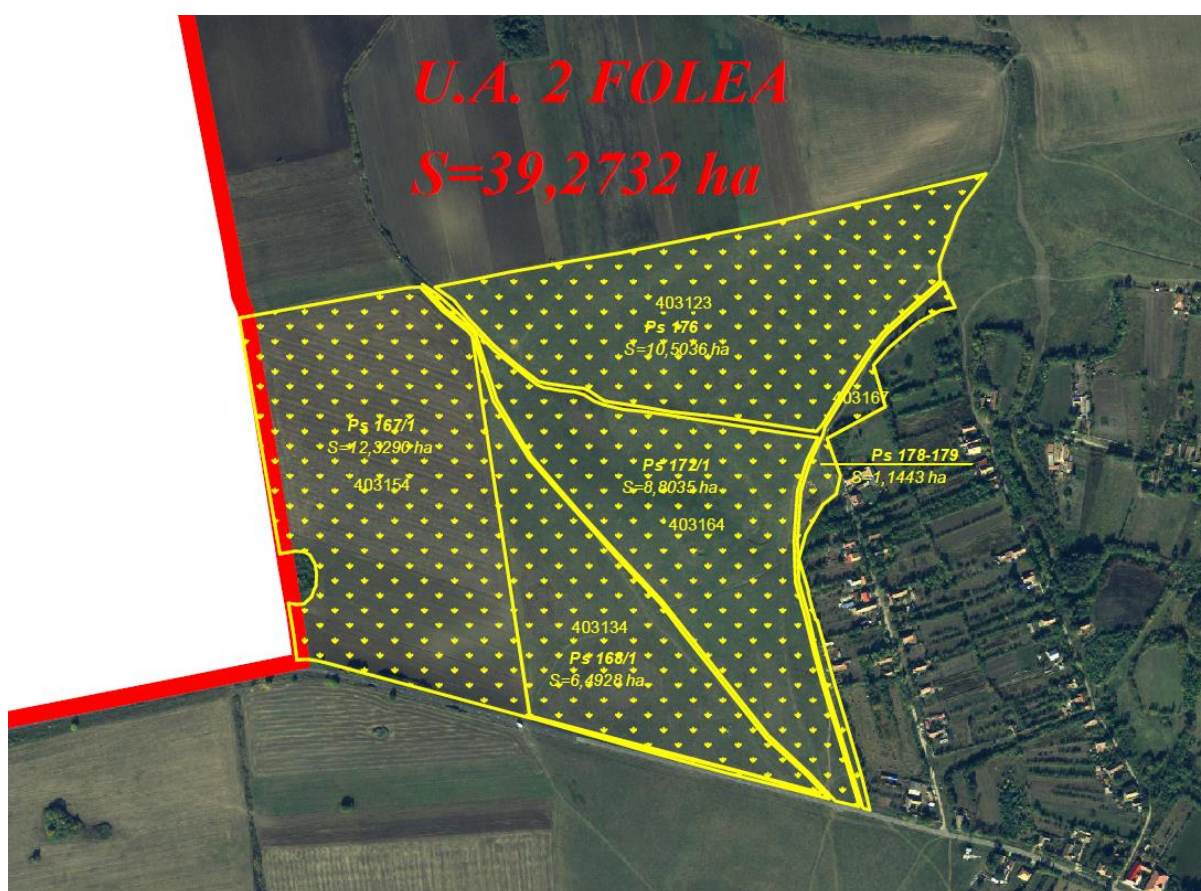 U.A. 2 FOLEA
S=39,2732 ha
403123
Ps 176
S=10,5036 ha
403167
Ps 167/1
S=12,3290 ha
403154
Ps 172/1
S=8,8035 ha
403164
Ps 178-179
S=1,1443 ha
403134
Ps 168/1
S=6,4928 ha